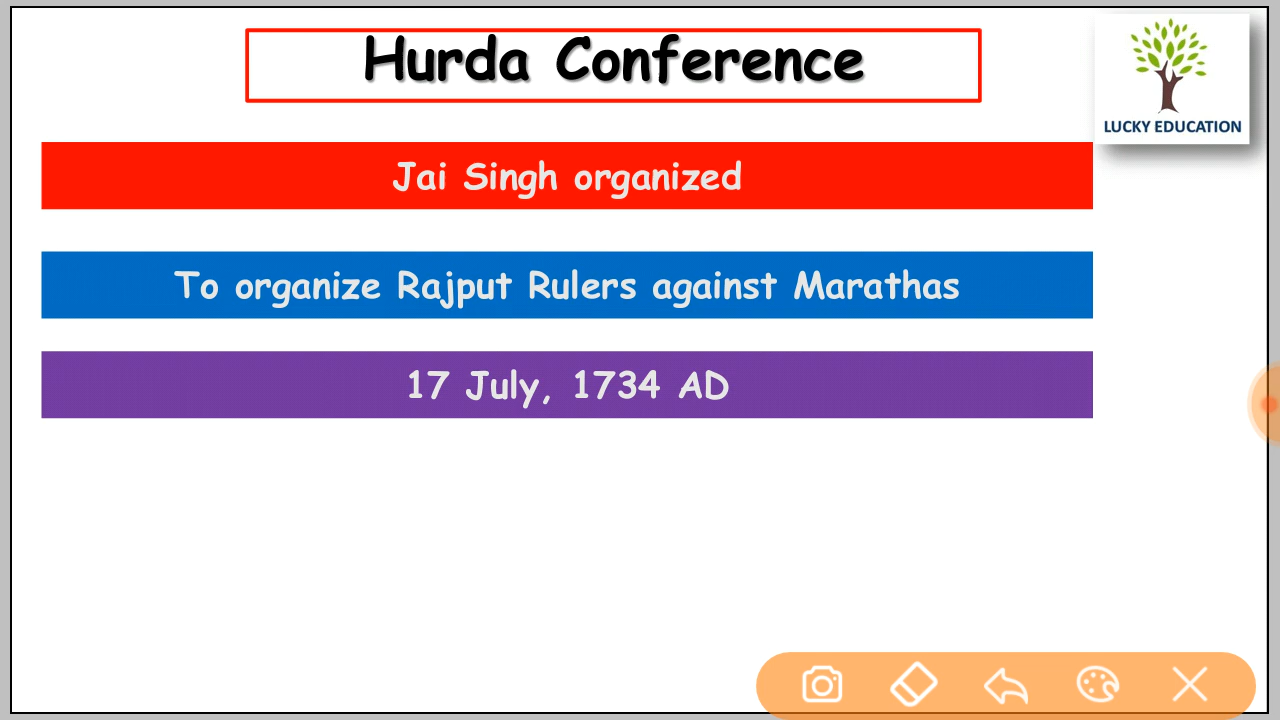 Hurda Conference
LUCKY EDUCATION
Jai Singh organized
To organize Rajput Rulers against Marathas
17 July, 1734 AD